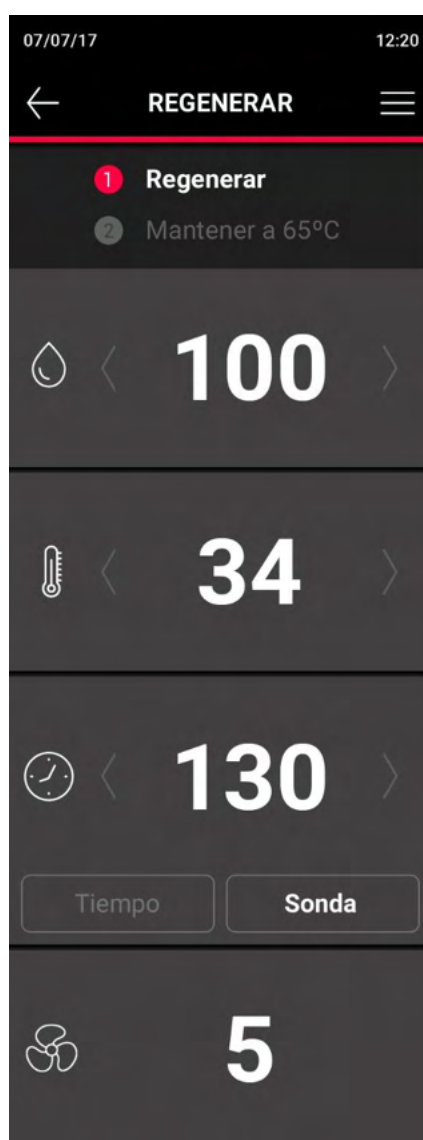 07/07/17 12:20
REGENERAR
1 Regenerar
2 Mantener a 65ºC
100
34
130
Tiempo Sonda
5